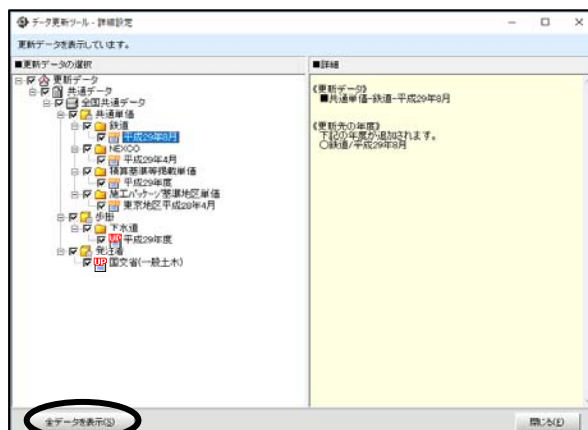 データ更新ツール - 詳細設定
更新データを表示しています。
■更新データの選択
更新データ
共通データ
全国共通データ
共通単価
鉄道
平成29年8月
NEXCO
平成29年4月
積算基準等掲載単価
平成29年度
施工パッケージ基準地区単価
東京地区平成28年4月
歩掛
下水道
UP 平成29年度
発注者
UP 国交省(一般土木)
■詳細
《更新データ》
■共通単価-鉄道-平成29年8月
《更新先の年度》
下記の年度が追加されます。
○鉄道/平成29年8月
全データを表示(S)
閉じる(E)